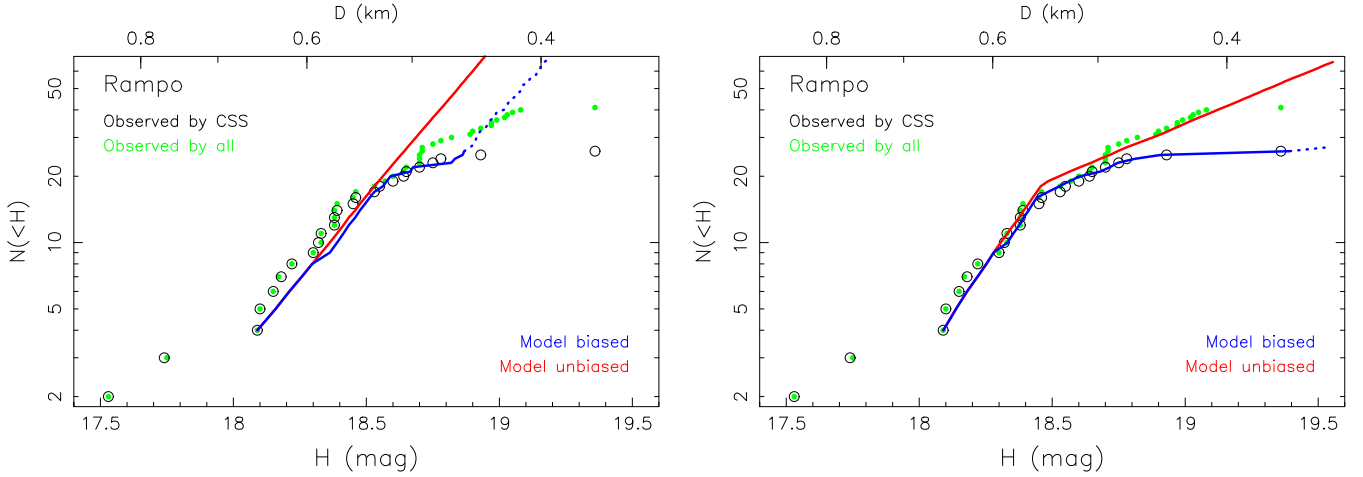 D (km)
0.8 0.6 0.4
Rampo
Observed by CSS
Observed by all
Model biased
Model unbiased
N(<H)
50
20
10
5
2
17.5 18 18.5 19 19.5
H (mag)
D (km)
0.8 0.6 0.4
Rampo
Observed by CSS
Observed by all
Model biased
Model unbiased
N(<H)
50
20
10
5
2
17.5 18 18.5 19 19.5
H (mag)